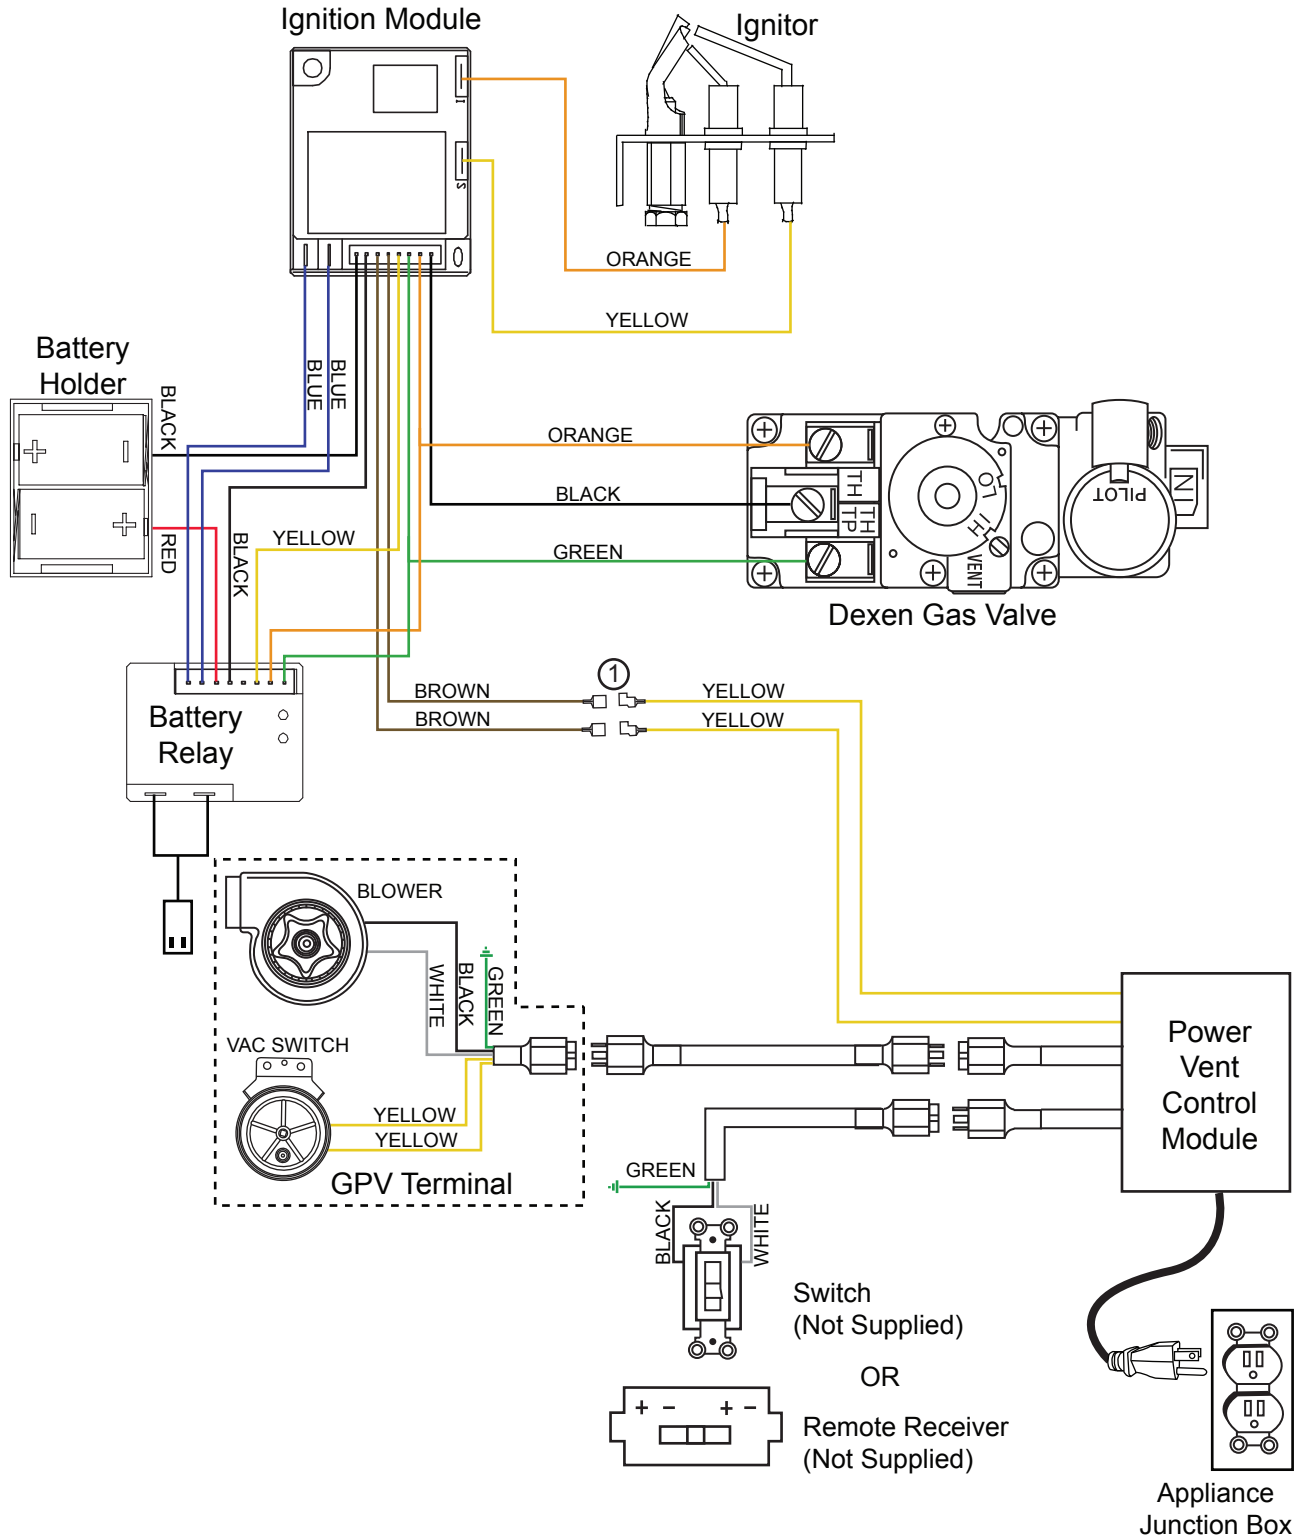 Ignition Module
Ignitor
I
S
ORANGE
YELLOW
Battery
Holder
BLACK
BLUE
BLUE
+ -
- +
RED
BLACK
YELLOW
ORANGE
BLACK
GREEN
TH
TH
TP
LO
HI
VENT
PILOT
IN
Dexen Gas Valve
1
BROWN
YELLOW
BROWN
YELLOW
Battery
Relay
BLOWER
WHITE
BLACK
GREEN
VAC SWITCH
YELLOW
YELLOW
GPV Terminal
Power
Vent
Control
Module
GREEN
BLACK
WHITE
Switch
(Not Supplied)
OR
+ - + -
Remote Receiver
(Not Supplied)
Appliance
Junction Box